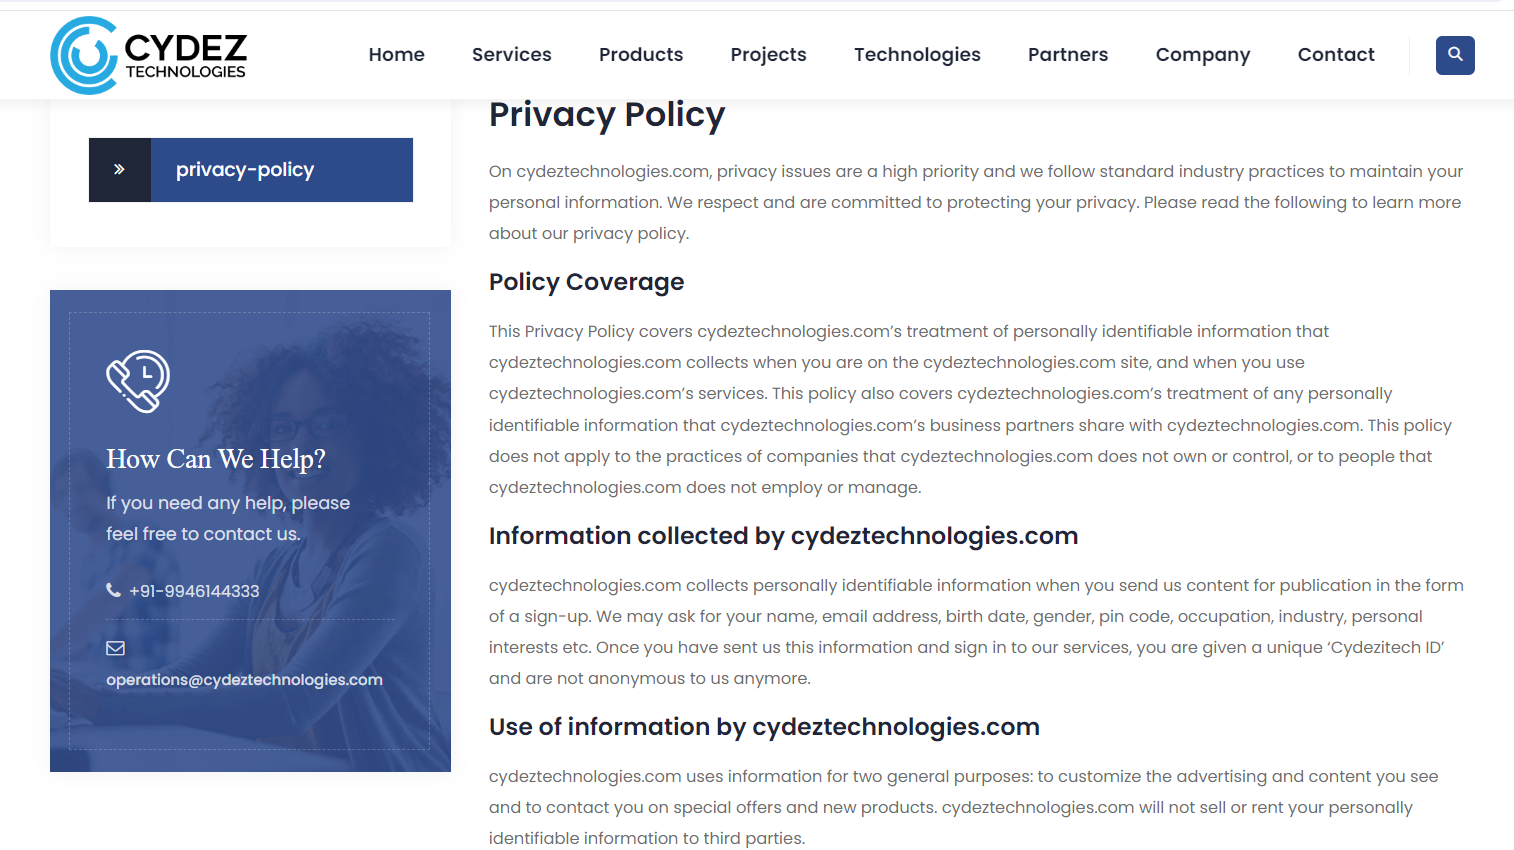 CYDEZ
TECHNOLOGIES
Home Services Products Projects Technologies Partners Company Contact
privacy-policy
How Can We Help?
If you need any help, please
feel free to contact us.
+91-9946144333
operations@cydeztechnologies.com
Privacy Policy
On cydeztechnologies.com, privacy issues are a high priority and we follow standard industry practices to maintain your
personal information. We respect and are committed to protecting your privacy. Please read the following to learn more
about our privacy policy.
Policy Coverage
This Privacy Policy covers cydeztechnologies.com’s treatment of personally identifiable information that
cydeztechnologies.com collects when you are on the cydeztechnologies.com site, and when you use
cydeztechnologies.com’s services. This policy also covers cydeztechnologies.com’s treatment of any personally
identifiable information that cydeztechnologies.com’s business partners share with cydeztechnologies.com. This policy
does not apply to the practices of companies that cydeztechnologies.com does not own or control, or to people that
cydeztechnologies.com does not employ or manage.
Information collected by cydeztechnologies.com
cydeztechnologies.com collects personally identifiable information when you send us content for publication in the form
of a sign-up. We may ask for your name, email address, birth date, gender, pin code, occupation, industry, personal
interests etc. Once you have sent us this information and sign in to our services, you are given a unique ‘Cydezitech ID’
and are not anonymous to us anymore.
Use of information by cydeztechnologies.com
cydeztechnologies.com uses information for two general purposes: to customize the advertising and content you see
and to contact you on special offers and new products. cydeztechnologies.com will not sell or rent your personally
identifiable information to third parties.